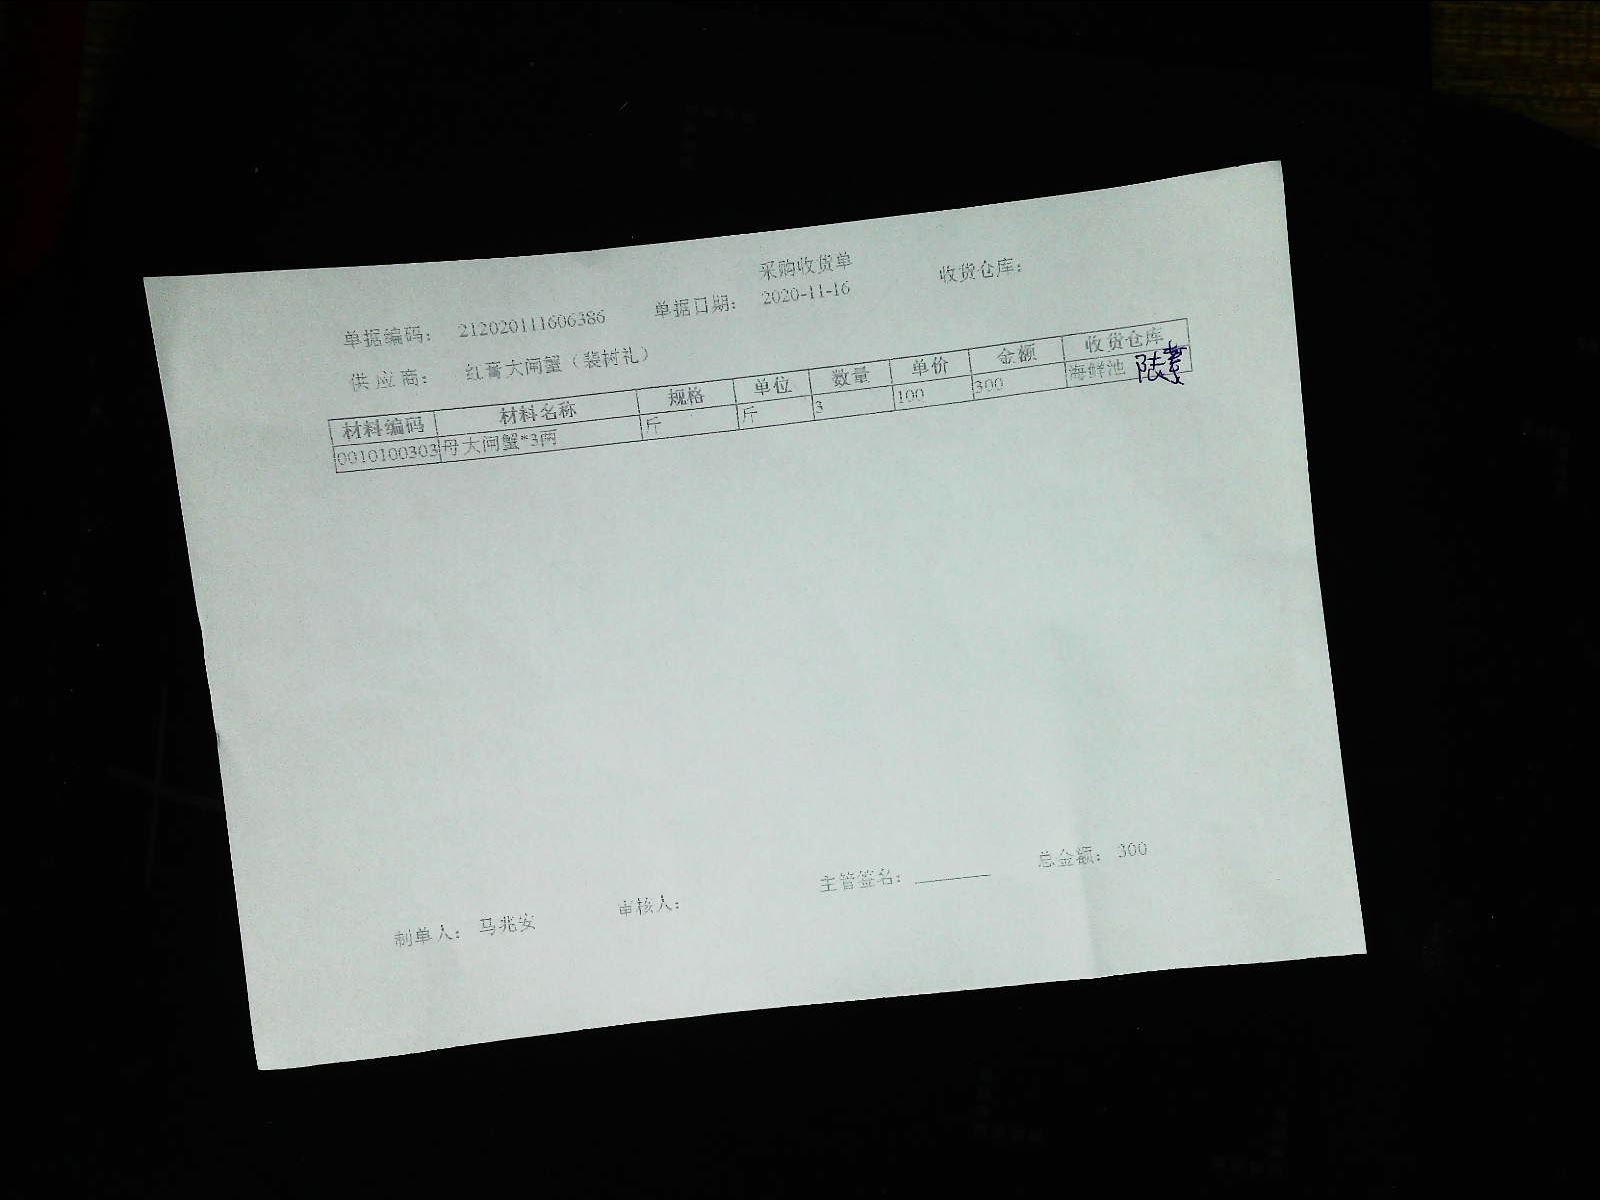 采购收货单
单据编码： 212020111606386 单据日期： 2020-11-16 收货仓库：
供 应 商： 红膏大闸蟹（裴树礼）
材料编码 材料名称 规格 单位 数量 单价 金额 收货仓库
0010100303 母大闸蟹*3两 斤 斤 3 100 300 海鲜池
制单人： 马兆安 审核人： 主管签名： 总金额： 300